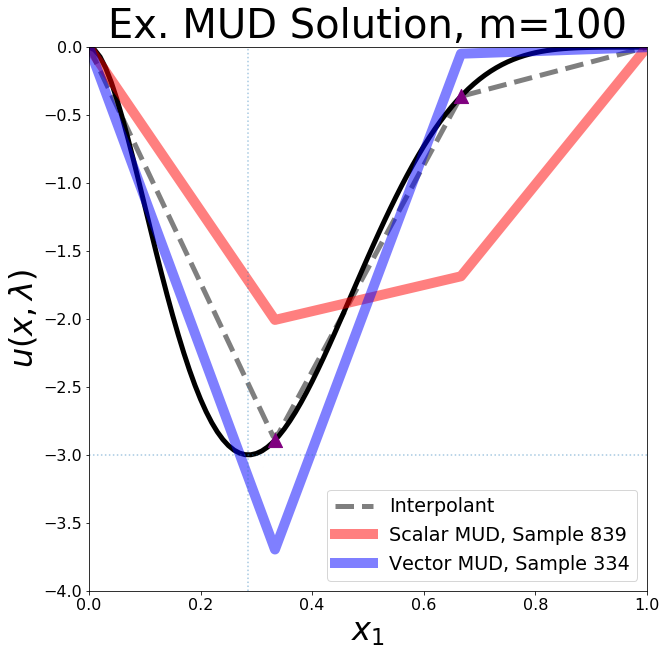 Ex. MUD Solution, m=100
0.0
−0.5
−1.0
−1.5
−2.0
−2.5
−3.0
−3.5
−4.0
u(x, λ)
Interpolant
Scalar MUD, Sample 839
Vector MUD, Sample 334
0.0 0.2 0.4 0.6 0.8 1.0
x₁